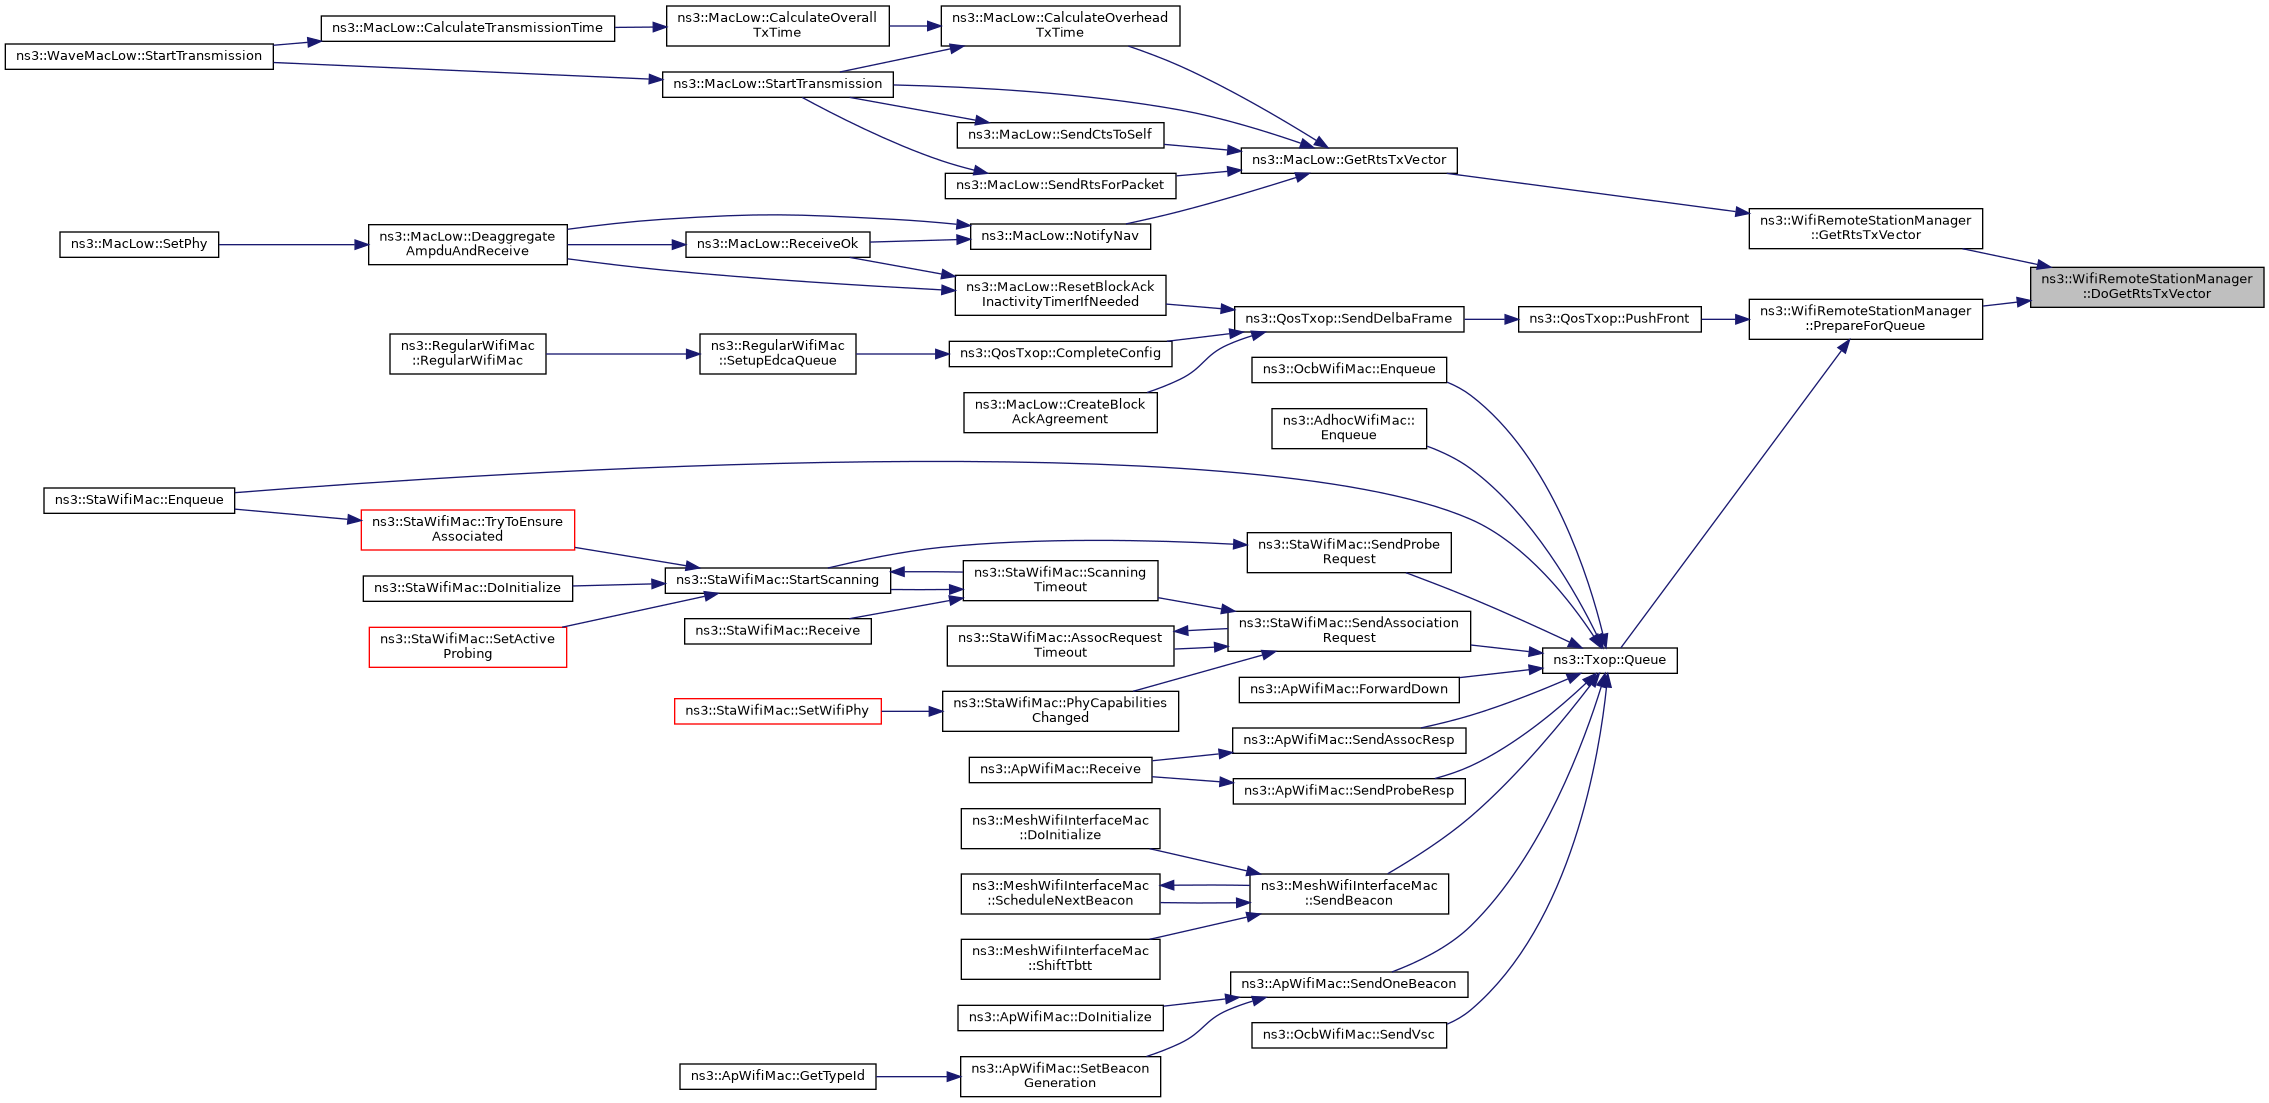 ns3::MacLow::CalculateOverall
TxTime
ns3::MacLow::CalculateOverhead
TxTime
ns3::MacLow::CalculateTransmissionTime
ns3::WaveMacLow::StartTransmission
ns3::MacLow::StartTransmission
ns3::MacLow::SendCtsToSelf
ns3::MacLow::GetRtsTxVector
ns3::MacLow::SendRtsForPacket
ns3::WifiRemoteStationManager
::GetRtsTxVector
ns3::MacLow::SetPhy
ns3::MacLow::Deaggregate
AmpduAndReceive
ns3::MacLow::ReceiveOk
ns3::MacLow::NotifyNav
ns3::WifiRemoteStationManager
::DoGetRtsTxVector
ns3::MacLow::ResetBlockAck
InactivityTimerIfNeeded
ns3::QosTxop::SendDelbaFrame
ns3::QosTxop::PushFront
ns3::WifiRemoteStationManager
::PrepareForQueue
ns3::RegularWifiMac
::RegularWifiMac
ns3::RegularWifiMac
::SetupEdcaQueue
ns3::QosTxop::CompleteConfig
ns3::OcbWifiMac::Enqueue
ns3::MacLow::CreateBlock
AckAgreement
ns3::AdhocWifiMac::
Enqueue
ns3::StaWifiMac::Enqueue
ns3::StaWifiMac::TryToEnsure
Associated
ns3::StaWifiMac::SendProbe
Request
ns3::StaWifiMac::StartScanning
ns3::StaWifiMac::Scanning
Timeout
ns3::StaWifiMac::DoInitialize
ns3::StaWifiMac::SetActive
Probing
ns3::StaWifiMac::Receive
ns3::StaWifiMac::AssocRequest
Timeout
ns3::StaWifiMac::SendAssociation
Request
ns3::Txop::Queue
ns3::ApWifiMac::ForwardDown
ns3::StaWifiMac::SetWifiPhy
ns3::StaWifiMac::PhyCapabilities
Changed
ns3::ApWifiMac::SendAssocResp
ns3::ApWifiMac::Receive
ns3::ApWifiMac::SendProbeResp
ns3::MeshWifiInterfaceMac
::DoInitialize
ns3::MeshWifiInterfaceMac
::ScheduleNextBeacon
ns3::MeshWifiInterfaceMac
::SendBeacon
ns3::MeshWifiInterfaceMac
::ShiftTbtt
ns3::ApWifiMac::SendOneBeacon
ns3::ApWifiMac::DoInitialize
ns3::OcbWifiMac::SendVsc
ns3::ApWifiMac::GetTypeId
ns3::ApWifiMac::SetBeacon
Generation